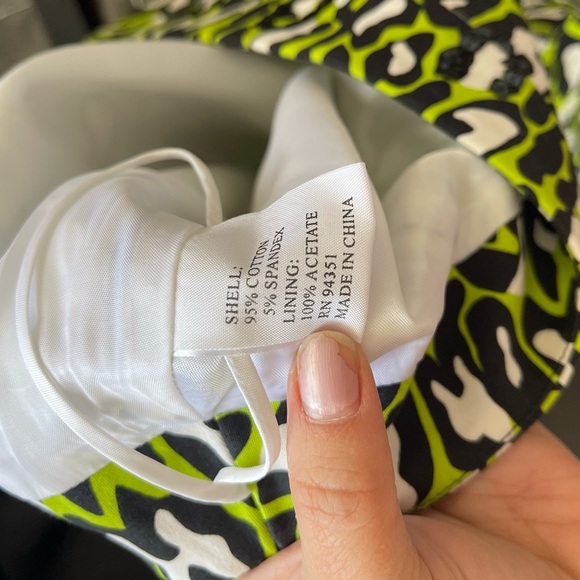 SHELL:
95% COTTON
5% SPANDEX
LINING:
100% ACETATE
RN 94351
MADE IN CHINA